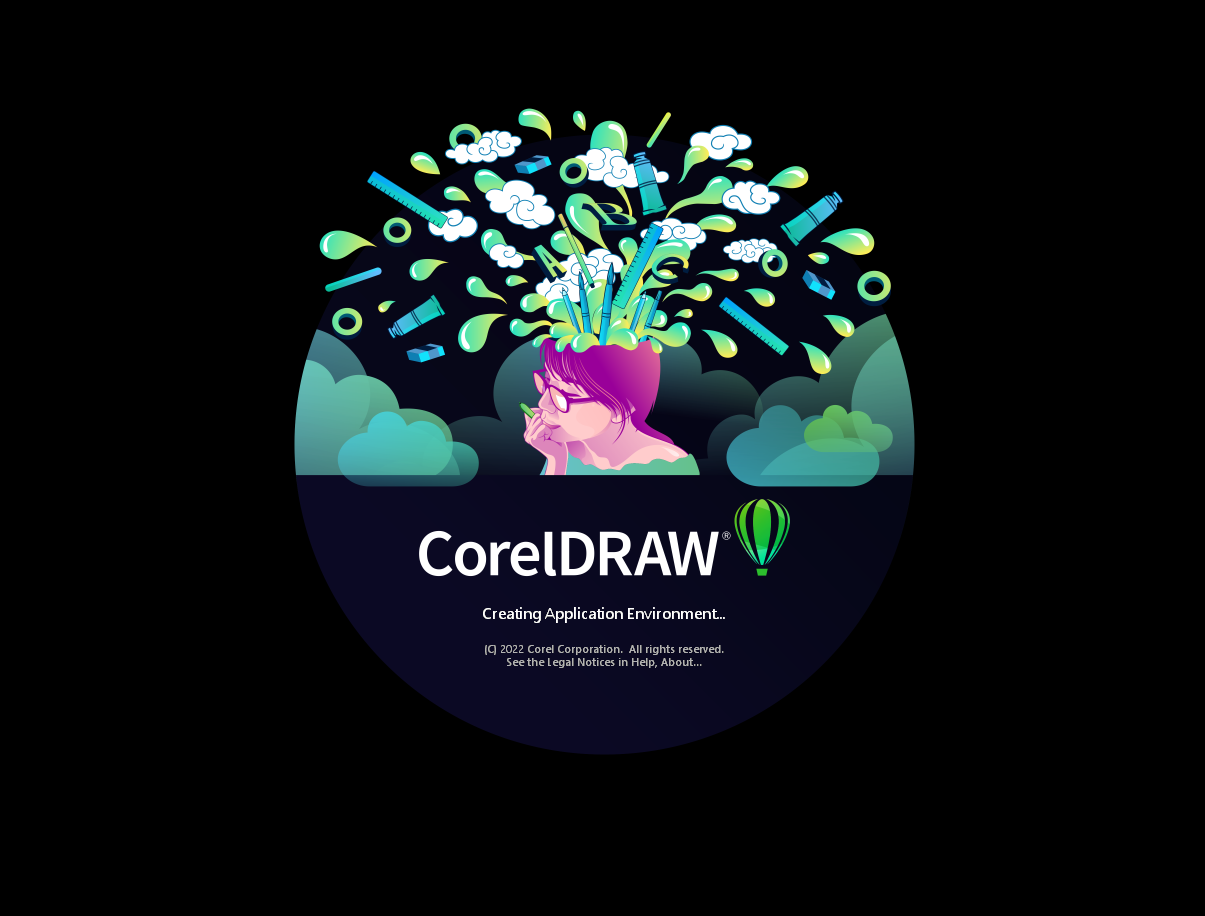 CorelDRAW®
Creating Application Environment...
(C) 2022 Corel Corporation.  All rights reserved.
See the Legal Notices in Help, About...